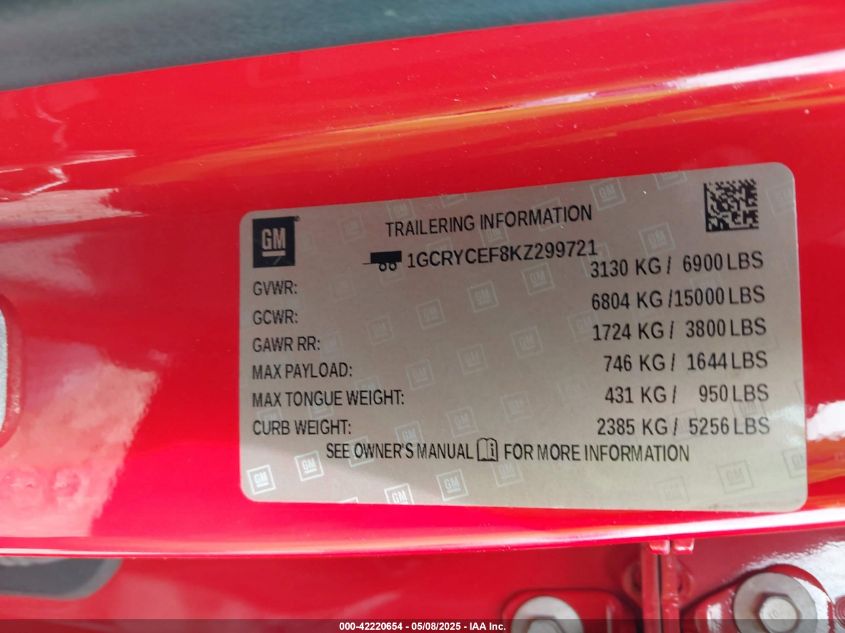 GM
TRAILERING INFORMATION
1GCRYCEF8KZ299721
GVWR: 3130 KG / 6900 LBS
GCWR: 6804 KG /15000 LBS
GAWR RR: 1724 KG / 3800 LBS
MAX PAYLOAD: 746 KG / 1644 LBS
MAX TONGUE WEIGHT: 431 KG / 950 LBS
CURB WEIGHT: 2385 KG / 5256 LBS
SEE OWNER'S MANUAL FOR MORE INFORMATION
000-42220654 - 05/08/2025 - IAA Inc.